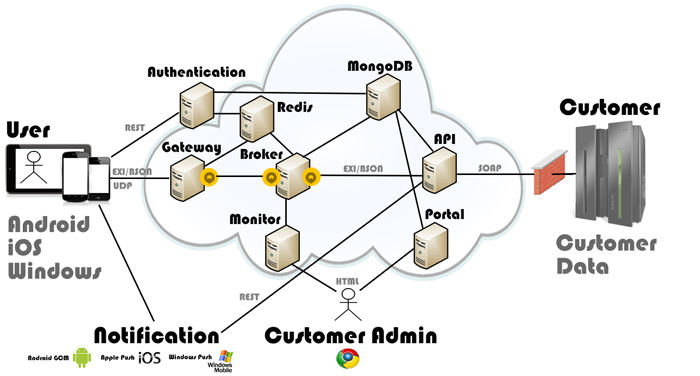 Authentication
MongoDB
Redis
Customer
User
REST
Gateway
Broker
API
EXI/BSON
UDP
EXI/BSON
SOAP
Android
iOS
Windows
Monitor
Portal
Customer
Data
HTML
REST
Notification
Customer Admin
Android GCM
Apple Push
iOS
Windows Push
Windows
Mobile